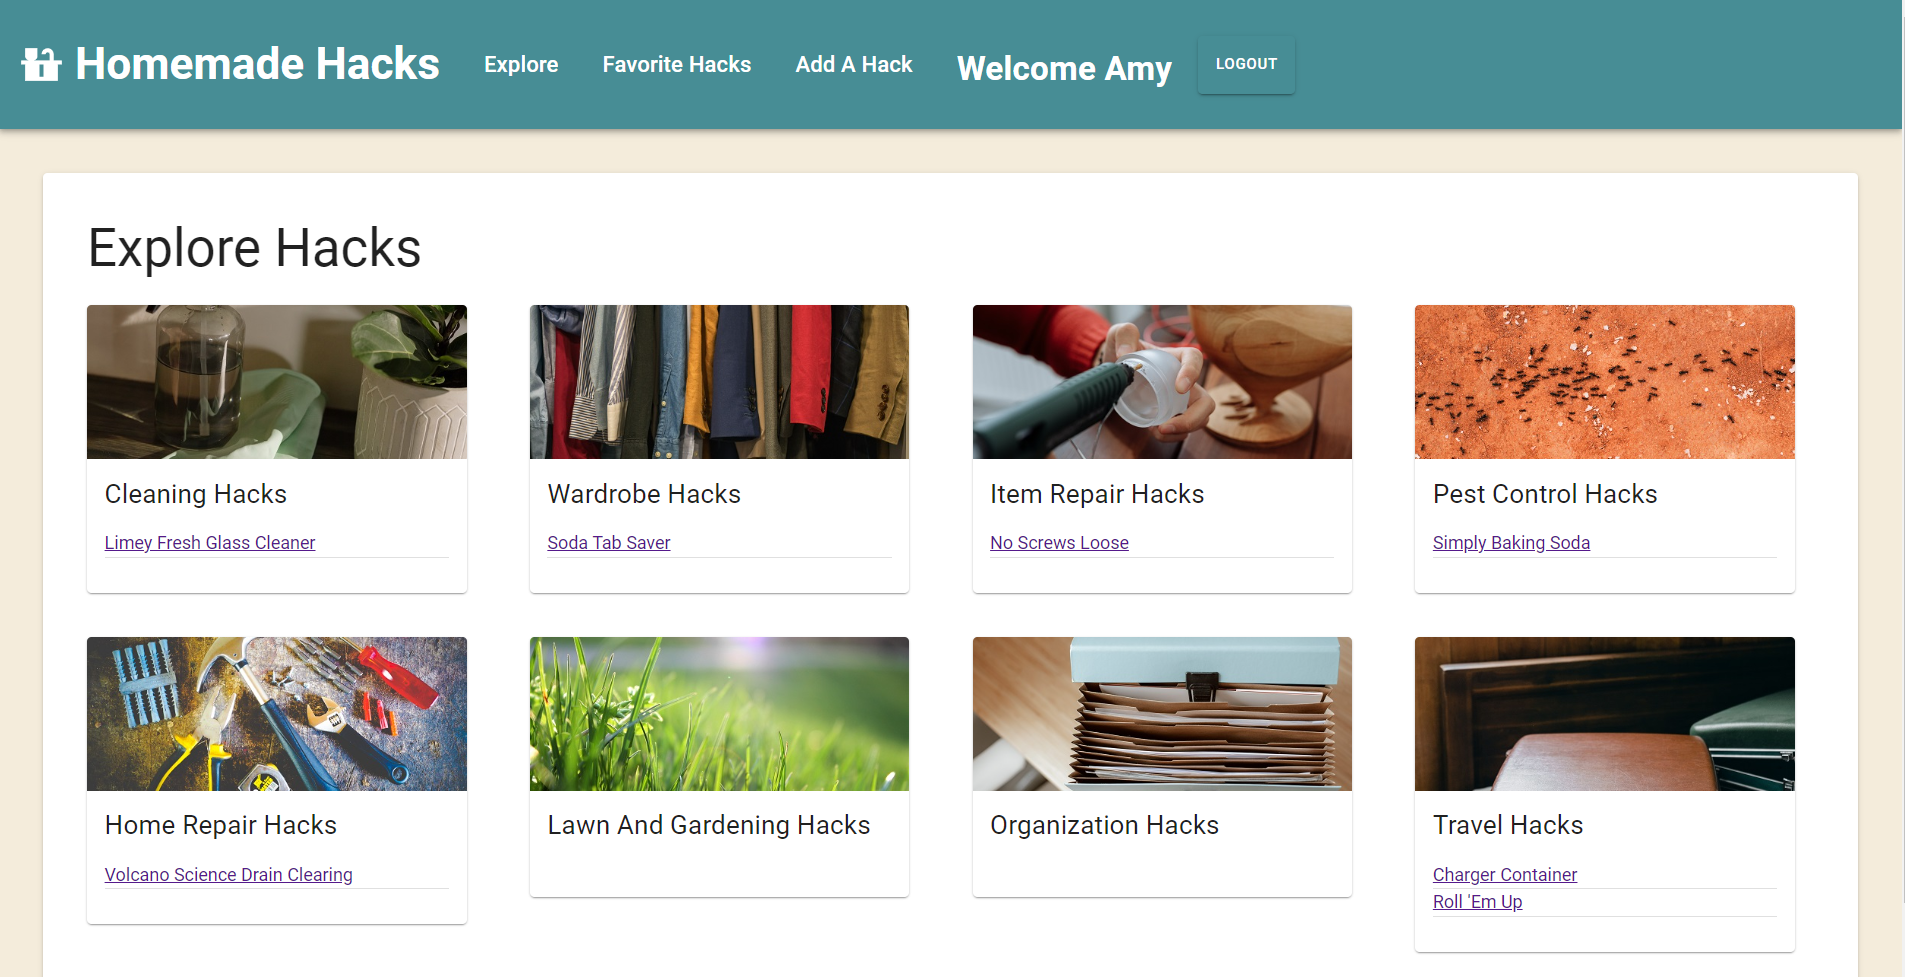 Homemade Hacks
Explore
Favorite Hacks
Add A Hack
Welcome Amy
LOGOUT
Explore Hacks
Cleaning Hacks
Limey Fresh Glass Cleaner
Wardrobe Hacks
Soda Tab Saver
Item Repair Hacks
No Screws Loose
Pest Control Hacks
Simply Baking Soda
Home Repair Hacks
Volcano Science Drain Clearing
Lawn And Gardening Hacks
Organization Hacks
Travel Hacks
Charger Container
Roll 'Em Up